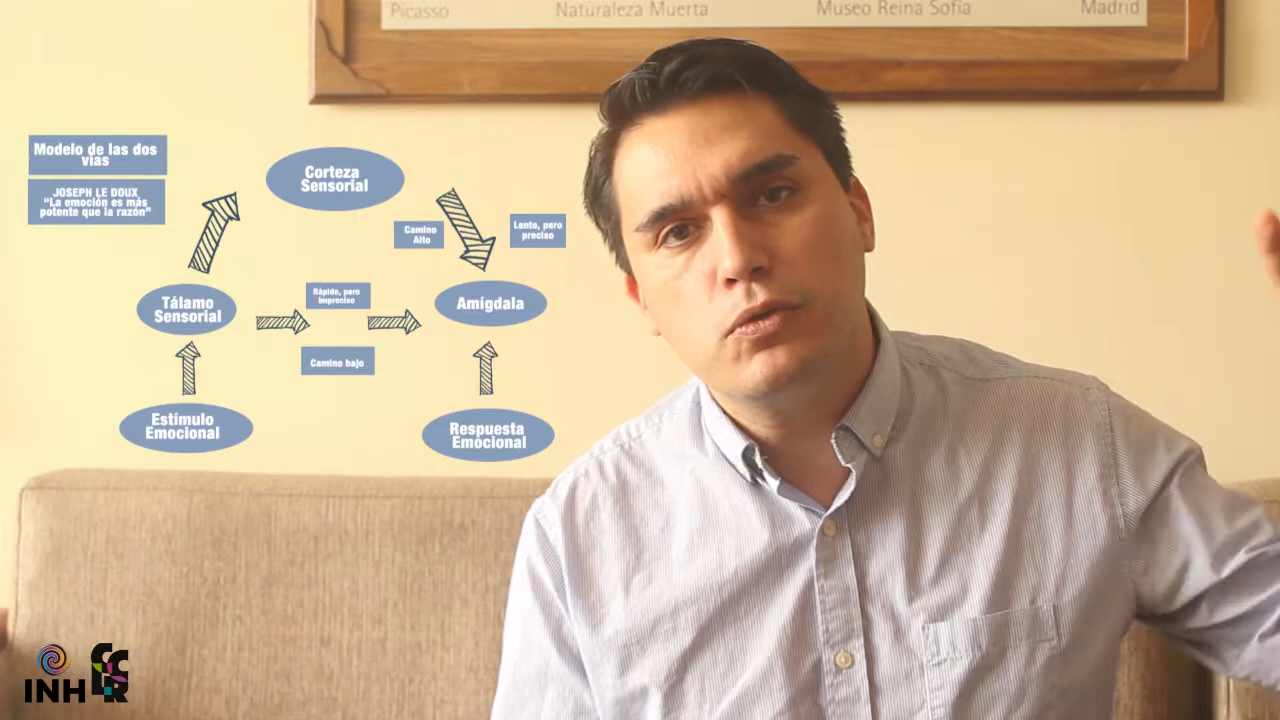 Picasso Naturaleza Muerta Museo Reina Sofía Madrid
Modelo de las dos
vías
JOSEPH LE DOUX
“La emoción es más
potente que la razón”
Corteza
Sensorial
Camino
Alto
Lento, pero
preciso
Tálamo
Sensorial
Rápido, pero
impreciso
Amígdala
Camino bajo
Estímulo
Emocional
Respuesta
Emocional
INH
CCLR